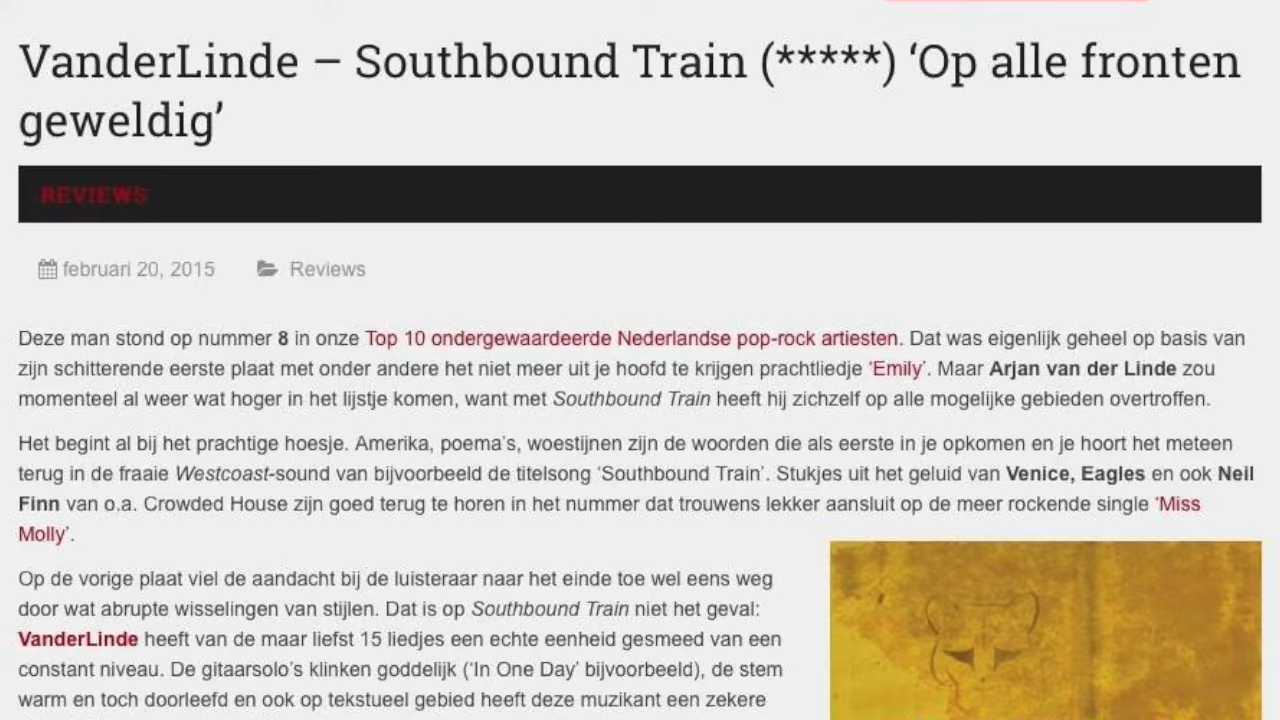 VanderLinde – Southbound Train (*****) ‘Op alle fronten
geweldig’
REVIEWS
februari 20, 2015 Reviews
Deze man stond op nummer 8 in onze Top 10 ondergewaardeerde Nederlandse pop-rock artiesten. Dat was eigenlijk geheel op basis van
zijn schitterende eerste plaat met onder andere het niet meer uit je hoofd te krijgen prachtliedje ‘Emily’. Maar Arjan van der Linde zou
momenteel al weer wat hoger in het lijstje komen, want met Southbound Train heeft hij zichzelf op alle mogelijke gebieden overtroffen.
Het begint al bij het prachtige hoesje. Amerika, poema’s, woestijnen zijn de woorden die als eerste in je opkomen en je hoort het meteen
terug in de fraaie Westcoast-sound van bijvoorbeeld de titelsong ‘Southbound Train’. Stukjes uit het geluid van Venice, Eagles en ook Neil
Finn van o.a. Crowded House zijn goed terug te horen in het nummer dat trouwens lekker aansluit op de meer rockende single ‘Miss
Molly’.
Op de vorige plaat viel de aandacht bij de luisteraar naar het einde toe wel eens weg
door wat abrupte wisselingen van stijlen. Dat is op Southbound Train niet het geval:
VanderLinde heeft van de maar liefst 15 liedjes een echte eenheid gesmeed van een
constant niveau. De gitaarsolo’s klinken goddelijk (‘In One Day’ bijvoorbeeld), de stem
warm en toch doorleefd en ook op tekstueel gebied heeft deze muzikant een zekere